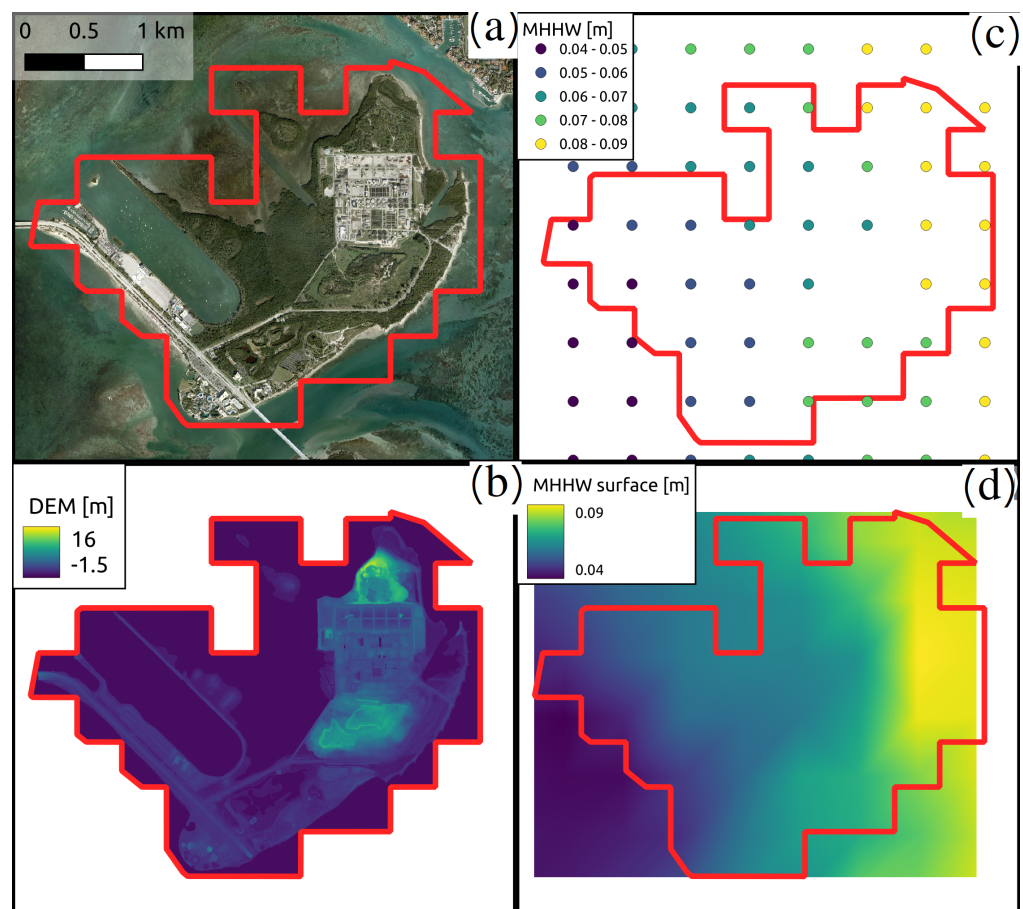 0 0.5 1 km
(a)
MHHW [m]
0.04 - 0.05
0.05 - 0.06
0.06 - 0.07
0.07 - 0.08
0.08 - 0.09
(c)
DEM [m]
16
-1.5
(b)
MHHW surface [m]
0.09
0.04
(d)